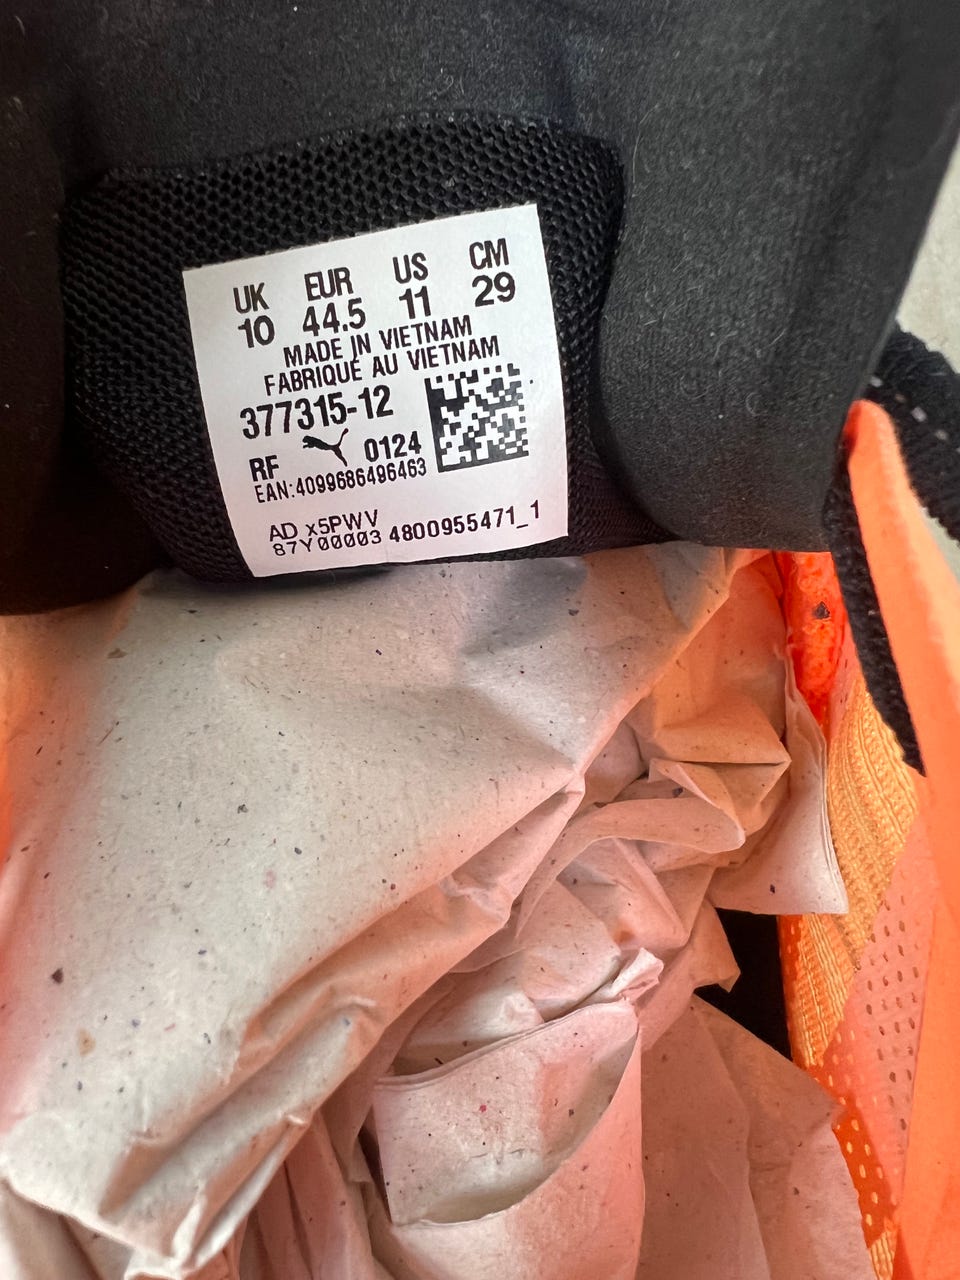 UK EUR US CM
10 44.5 11 29
MADE IN VIETNAM
FABRIQUÉ AU VIETNAM
377315-12
RF 0124
EAN:4099686496463
AD x5PWV
87Y00003 4800955471_1